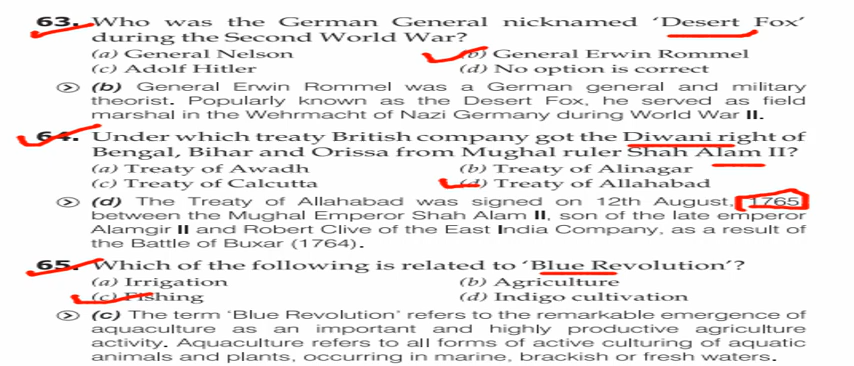 63. Who was the German General nicknamed ‘Desert Fox’
during the Second World War?
(a) General Nelson (b) General Erwin Rommel
(c) Adolf Hitler (d) No option is correct
(b) General Erwin Rommel was a German general and military
theorist. Popularly known as the Desert Fox, he served as field
marshal in the Wehrmacht of Nazi Germany during World War II.
64. Under which treaty British company got the Diwani right of
Bengal, Bihar and Orissa from Mughal ruler Shah Alam II?
(a) Treaty of Awadh (b) Treaty of Alinagar
(c) Treaty of Calcutta (d) Treaty of Allahabad
(d) The Treaty of Allahabad was signed on 12th August, 1765
between the Mughal Emperor Shah Alam II, son of the late emperor
Alamgir II and Robert Clive of the East India Company, as a result of
the Battle of Buxar (1764).
65. Which of the following is related to ‘Blue Revolution’?
(a) Irrigation (b) Agriculture
(c) Fishing (d) Indigo cultivation
(c) The term ‘Blue Revolution’ refers to the remarkable emergence of
aquaculture as an important and highly productive agriculture
activity. Aquaculture refers to all forms of active culturing of aquatic
animals and plants, occurring in marine, brackish or fresh waters.